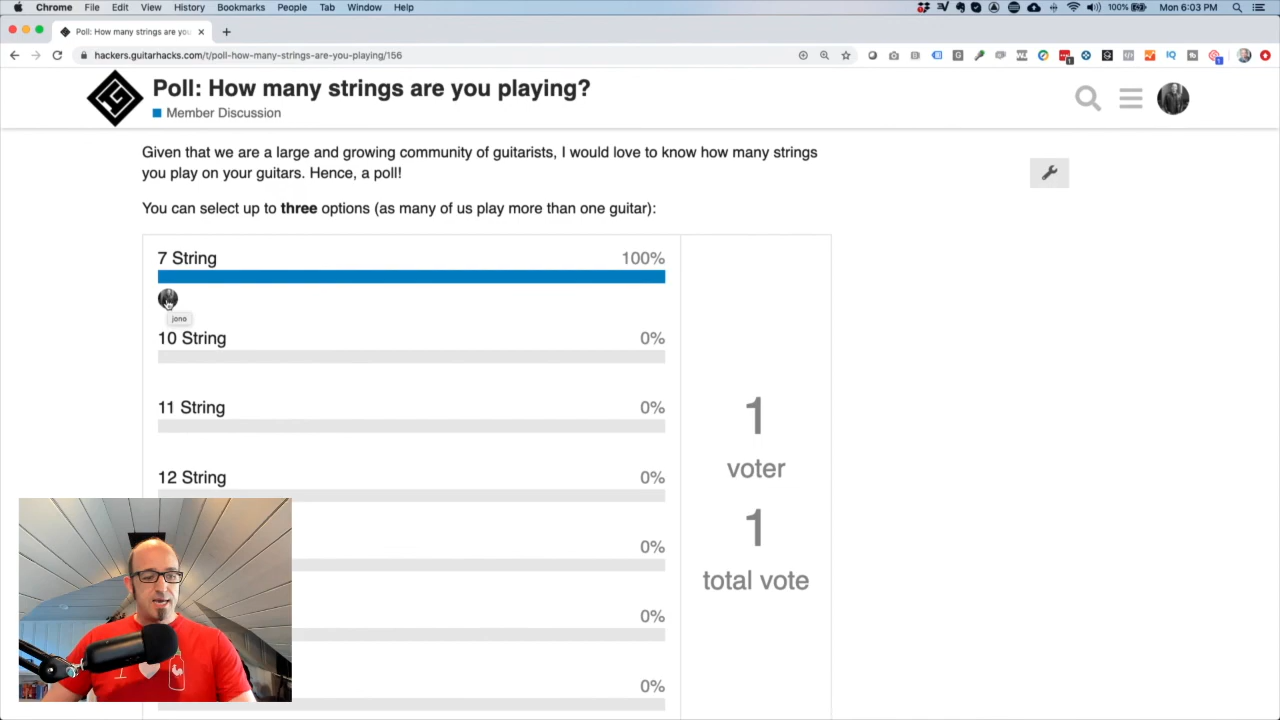 Chrome File Edit View History Bookmarks People Tab Window Help
100% Mon 6:03 PM
Poll: How many strings are you
hackers.guitarhacks.com/t/poll-how-many-strings-are-you-playing/156
Poll: How many strings are you playing?
Member Discussion
Given that we are a large and growing community of guitarists, I would love to know how many strings
you play on your guitars. Hence, a poll!
You can select up to three options (as many of us play more than one guitar):
7 String 100%
jono
10 String 0%
11 String 0%
12 String 0%
0%
0%
0%
1
voter
1
total vote
I